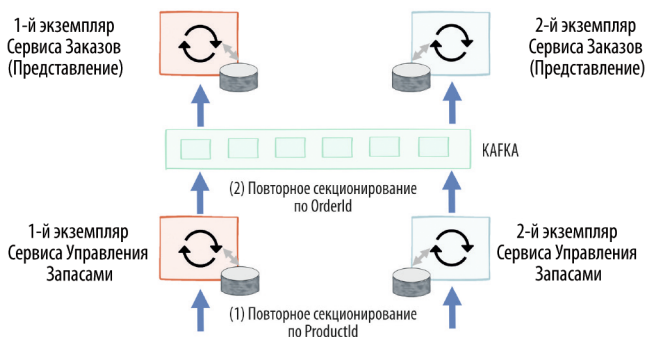 1-й экземпляр
Сервиса Заказов
(Представление)
2-й экземпляр
Сервиса Заказов
(Представление)
KAFKA
(2) Повторное секционирование
по OrderId
1-й экземпляр
Сервиса Управления
Запасами
2-й экземпляр
Сервиса Управления
Запасами
(1) Повторное секционирование
по ProductId